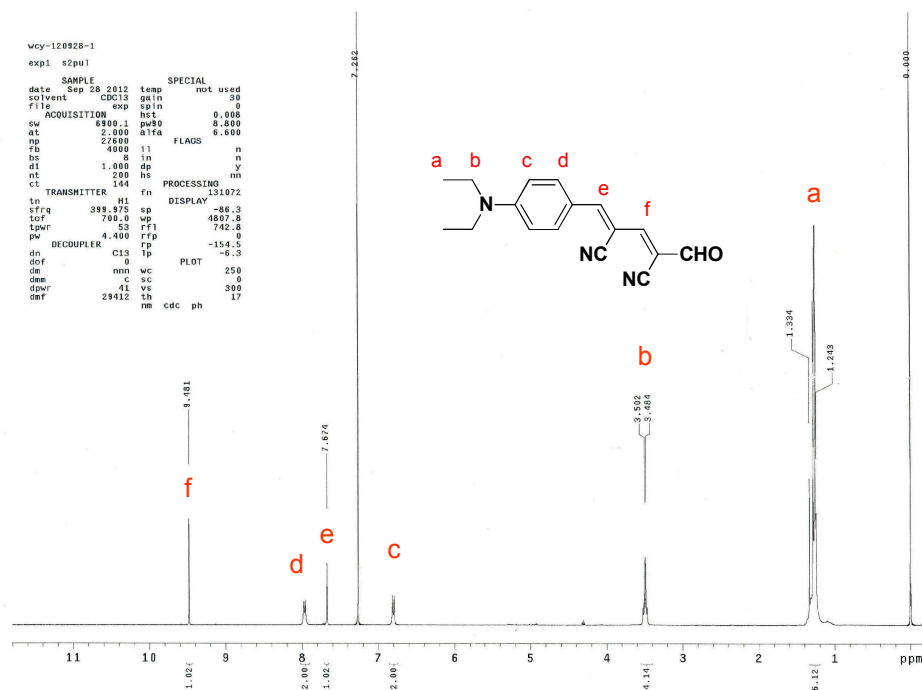 wcy-120928-1
exp1 s2pul
SAMPLE SPECIAL
date Sep 28 2012 temp not used
solvent CDCl3 gain 30
file exp spin 0
ACQUISITION hst 0.008
sw 6900.1 pw90 8.800
at 2.000 alfa 6.600
np 27600 FLAGS
fb 4000 il n
bs 8 in n
d1 1.000 dp y
nt 200 hs nn
ct 144 PROCESSING
TRANSMITTER fn 131072
tn H1 DISPLAY
sfrq 399.975 sp -86.3
tof 700.0 wp 4807.8
tpwr 53 rfl 742.8
pw 4.400 rfp 0
DECOUPLER rp -154.5
dn C13 lp -6.3
dof 0 PLOT
dm nnn wc 250
dmm c sc 0
dpwr 41 vs 300
dmf 29412 th 17
nm cdc ph
7.262
0.000
a b c d
e
f
N
NC
NC
CHO
a
b
1.334
1.243
3.502
3.484
9.481
7.674
f
d
e
c
11 10 9 8 7 6 5 4 3 2 1 ppm
1.02
2.00
1.02
2.00
4.14
6.12